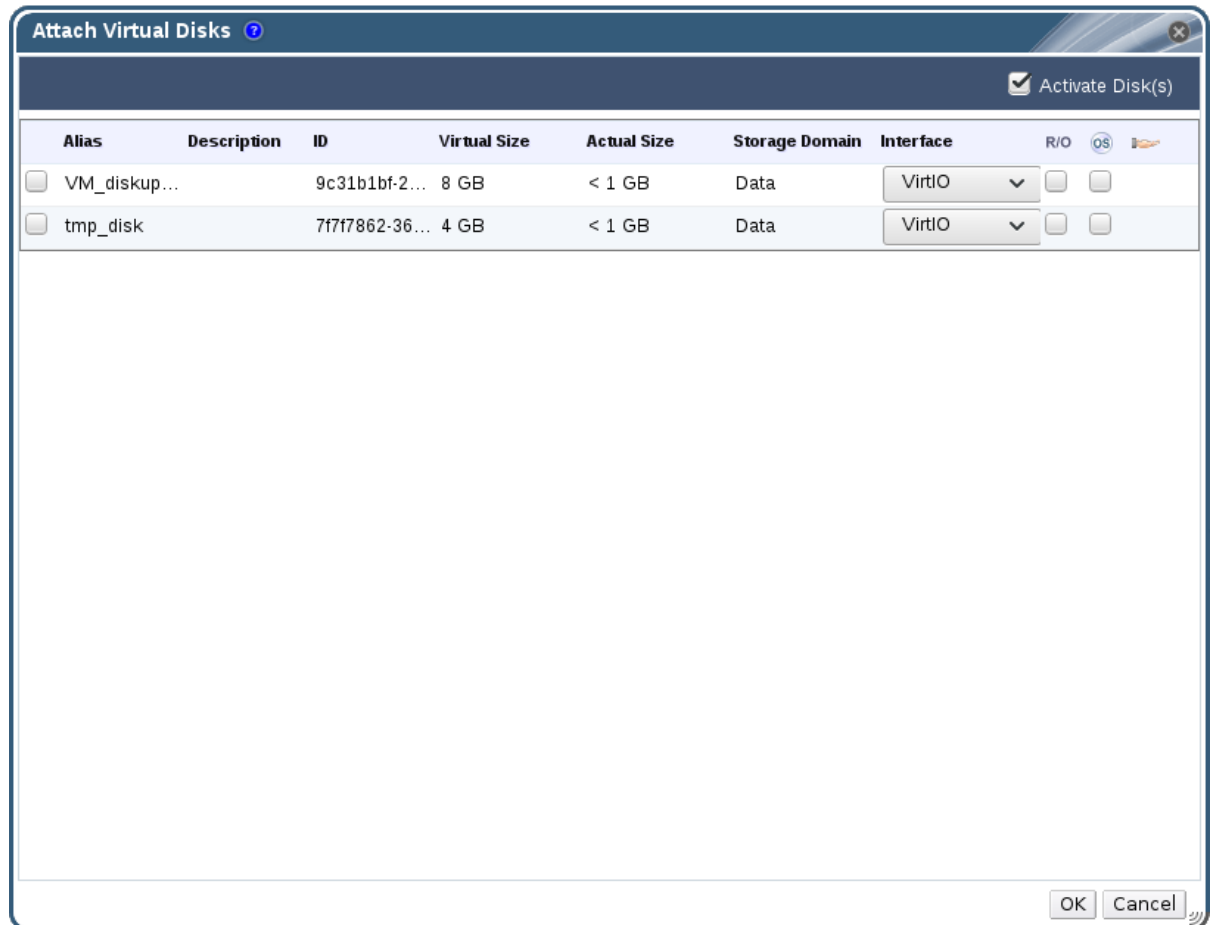 Attach Virtual Disks ?
Activate Disk(s)
Alias Description ID Virtual Size Actual Size Storage Domain Interface R/O OS
VM_diskup... 9c31b1bf-2... 8 GB < 1 GB Data VirtIO
tmp_disk 7f7f7862-36... 4 GB < 1 GB Data VirtIO
OK Cancel